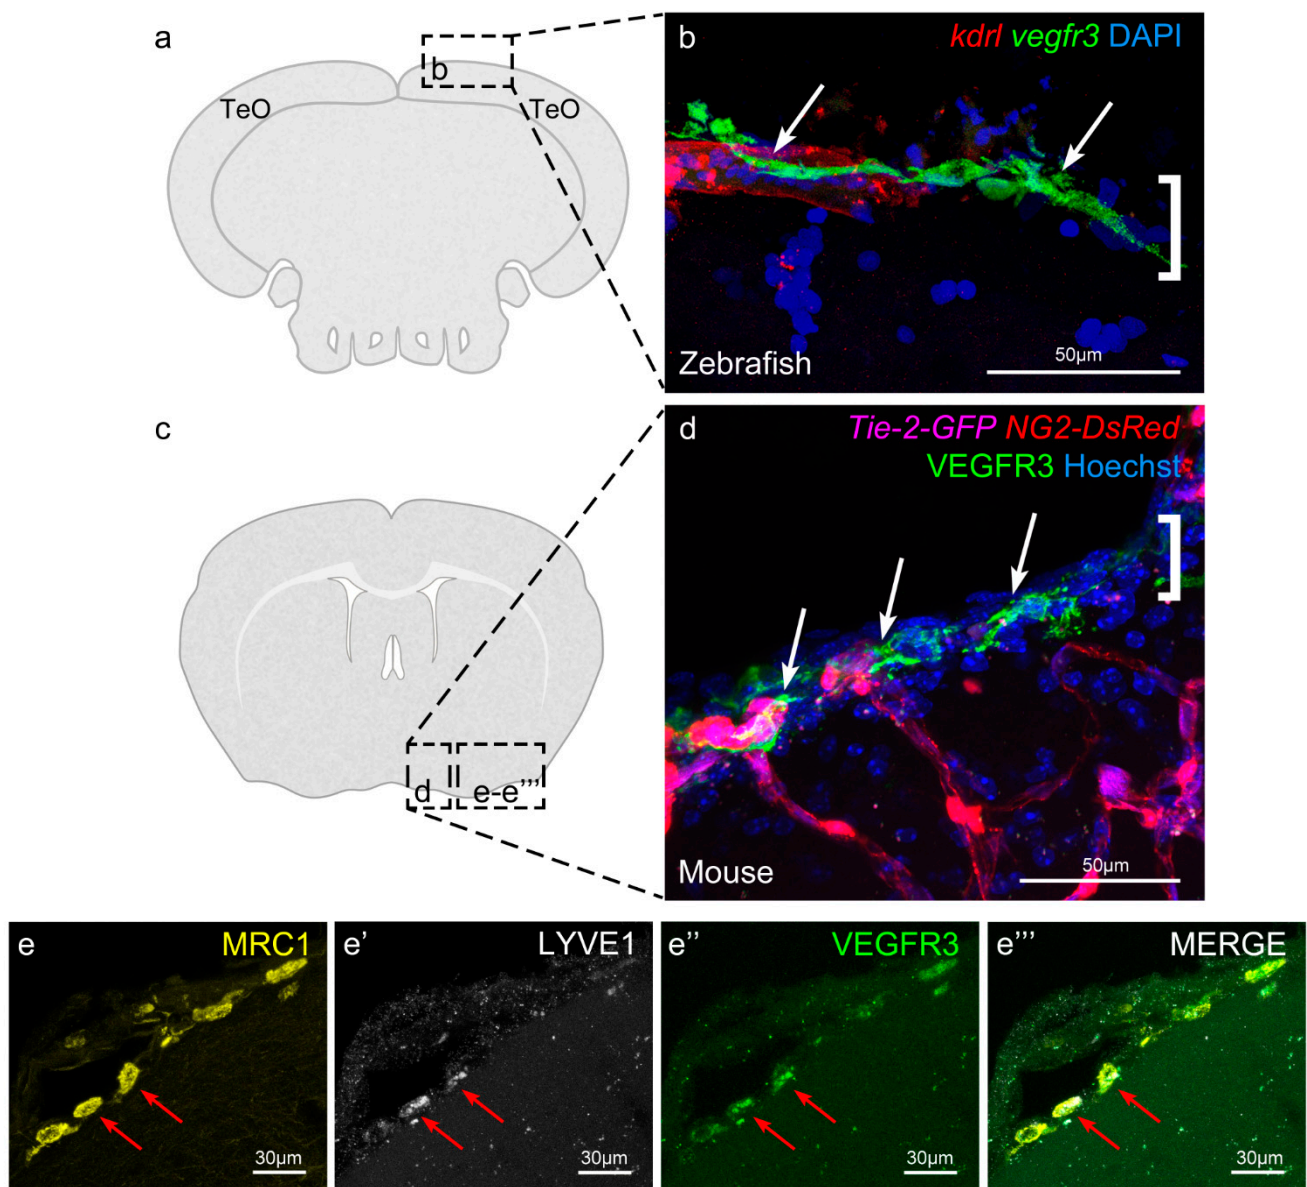 a
TeO
b
TeO
b
kdrl vegfr3 DAPI
Zebrafish
50µm
c
d
e-e'''
d
Tie-2-GFP NG2-DsRed
VEGFR3 Hoechst
Mouse
50µm
e
MRC1
30µm
e'
LYVE1
30µm
e''
VEGFR3
30µm
e'''
MERGE
30µm